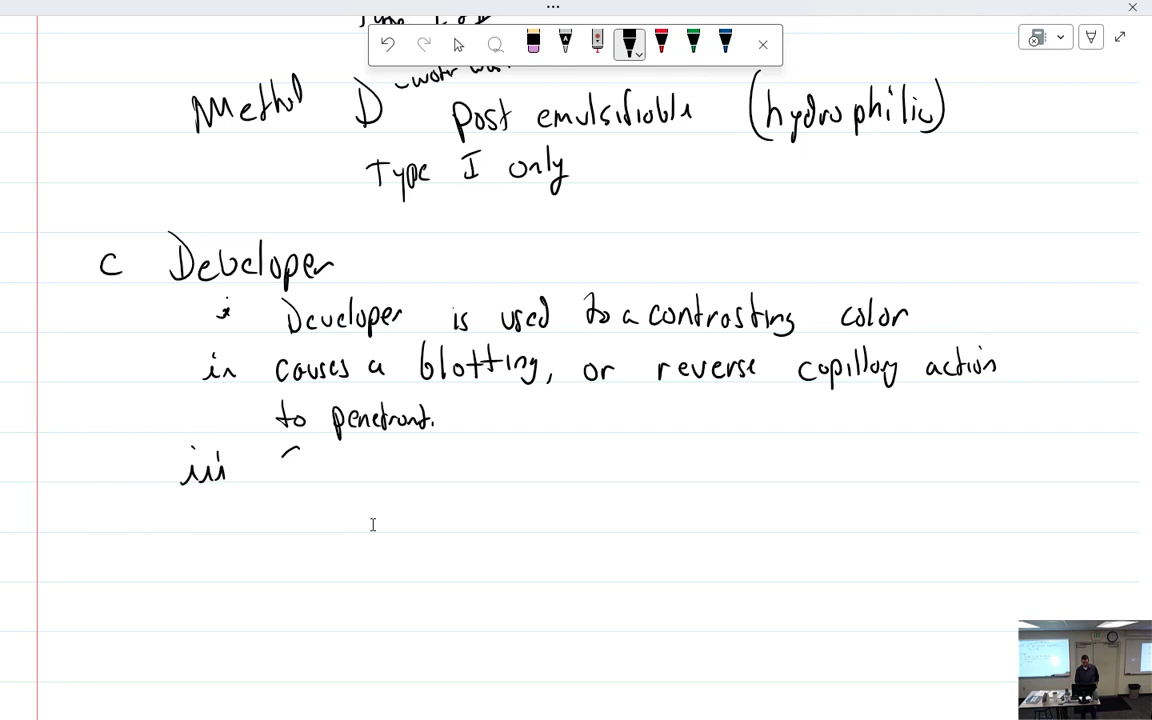 - water
Method D Post emulsifiable (hydrophilic)
Type I only
c Developer
i Developer is used to a contrasting color
ii causes a blotting, or reverse capillary action
to penetrant.
iii